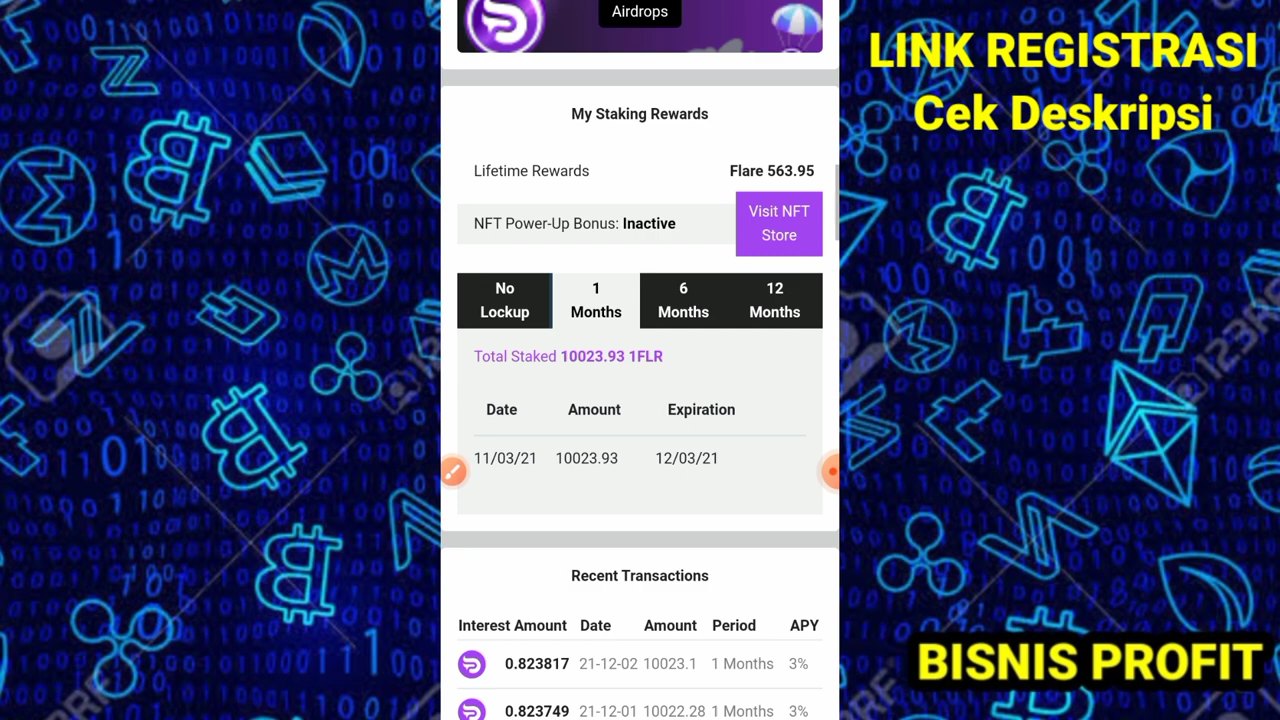 LINK REGISTRASI
Cek Deskripsi
Airdrops
My Staking Rewards
Lifetime Rewards Flare 563.95
NFT Power-Up Bonus: Inactive
Visit NFT
Store
No
Lockup
1
Months
6
Months
12
Months
Total Staked 10023.93 1FLR
Date Amount Expiration
11/03/21 10023.93 12/03/21
Recent Transactions
Interest Amount Date Amount Period APY
0.823817 21-12-02 10023.1 1 Months 3%
0.823749 21-12-01 10022.28 1 Months 3%
BISNIS PROFIT